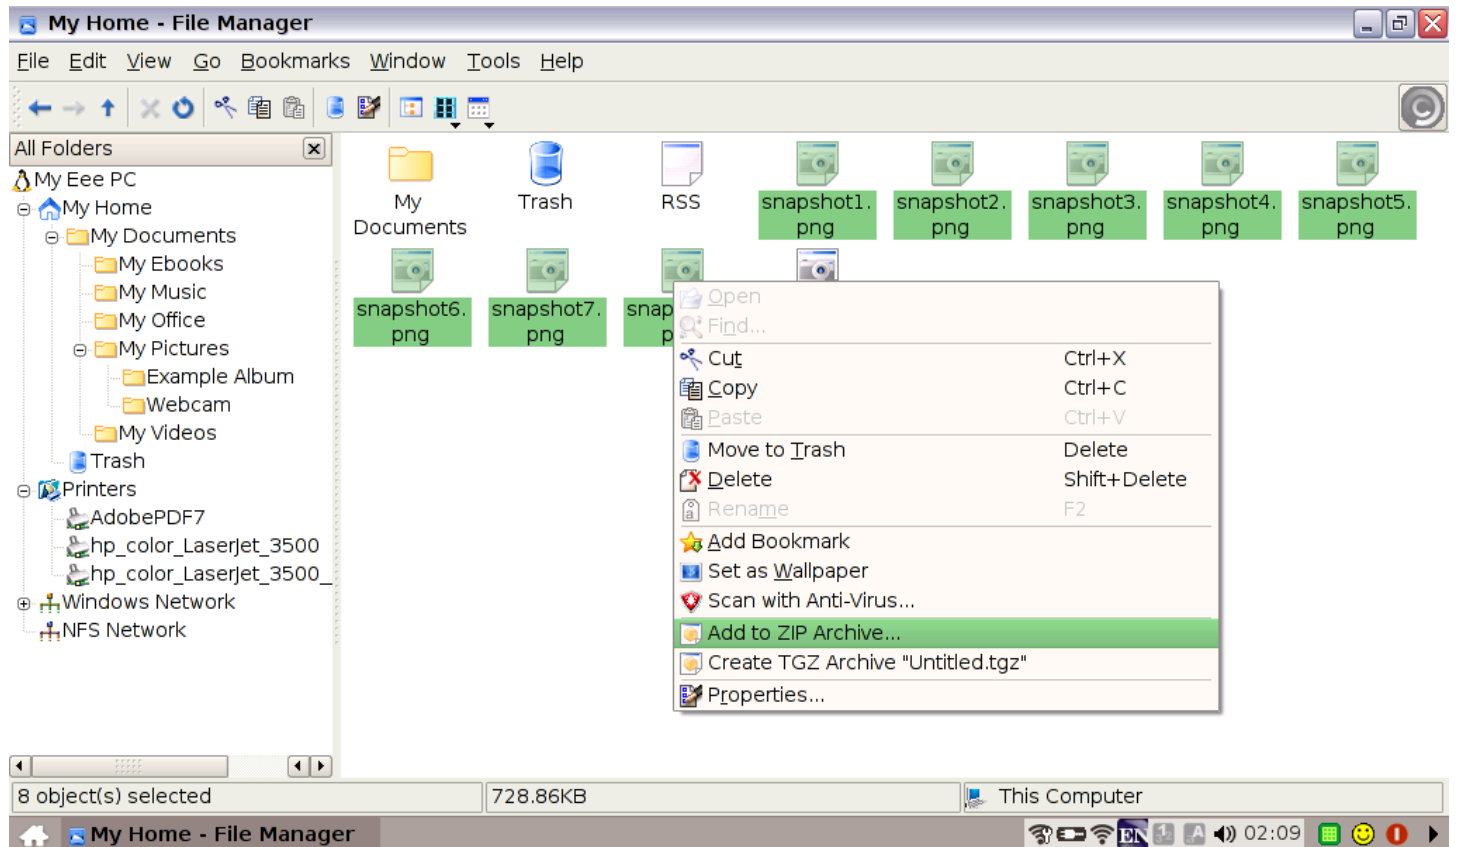 My Home - File Manager
File Edit View Go Bookmarks Window Tools Help
All Folders
My Eee PC
My Home
My Documents
My Ebooks
My Music
My Office
My Pictures
Example Album
Webcam
My Videos
Trash
Printers
AdobePDF7
hp_color_LaserJet_3500
hp_color_LaserJet_3500_
Windows Network
NFS Network
My Documents
Trash
RSS
snapshot1.png
snapshot2.png
snapshot3.png
snapshot4.png
snapshot5.png
snapshot6.png
snapshot7.png
snap
Open
Find...
Cut Ctrl+X
Copy Ctrl+C
Paste Ctrl+V
Move to Trash Delete
Delete Shift+Delete
Rename F2
Add Bookmark
Set as Wallpaper
Scan with Anti-Virus...
Add to ZIP Archive...
Create TGZ Archive "Untitled.tgz"
Properties...
8 object(s) selected 728.86KB This Computer
My Home - File Manager EN 02:09